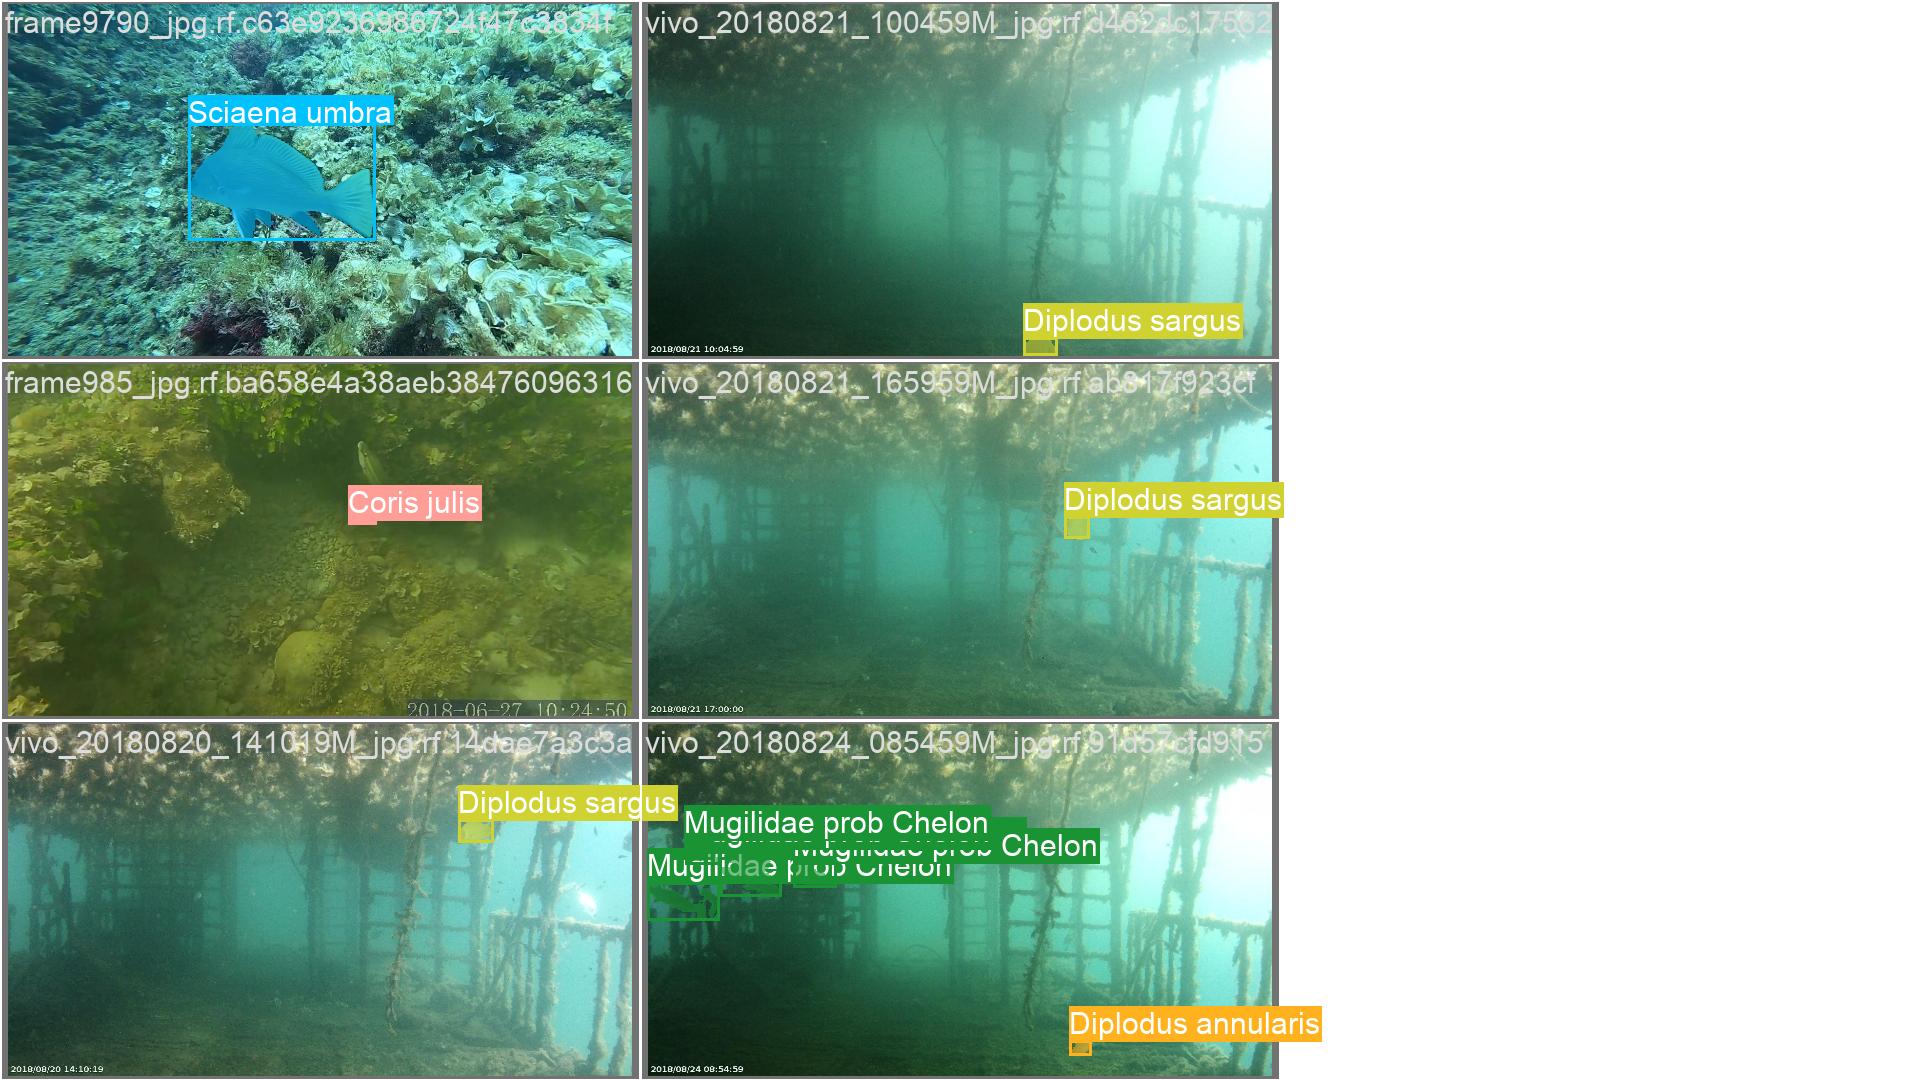 frame9790_jpg.rf.c63e9236986724f47c3834f
Sciaena umbra
vivo_20180821_100459M_jpg.rf.d462dc17562
Diplodus sargus
2018/08/21 10:04:59
frame985_jpg.rf.ba658e4a38aeb38476096316
Coris julis
2018-06-27 10:24:50
vivo_20180821_165959M_jpg.rf.ab817f923cf
Diplodus sargus
2018/08/21 17:00:00
vivo_20180820_141019M_jpg.rf.14dae7a3c3a
Diplodus sargus
2018/08/20 14:10:19
vivo_20180824_085459M_jpg.rf.91d57cfd915
Mugilidae prob Chelon
Mugilidae prob Chelon
Mugilidae prob Chelon
Diplodus annularis
2018/08/24 08:54:59